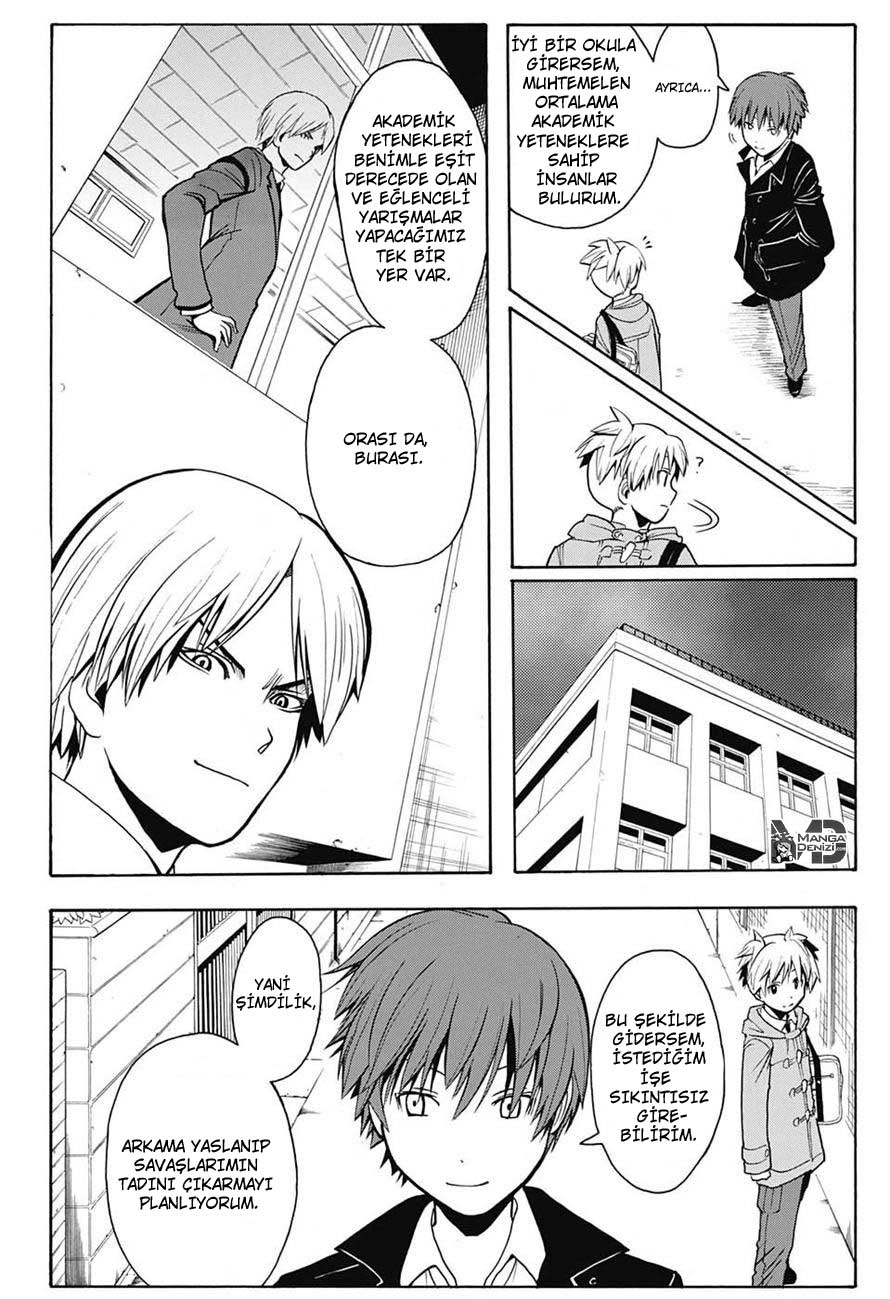 AYRICA...
İYİ BİR OKULA
GİRERSEM,
MUHTEMELEN
ORTALAMA
AKADEMİK
YETENEKLERE
SAHİP
İNSANLAR
BULURUM.
?
AKADEMİK
YETENEKLERİ
BENİMLE EŞİT
DERECEDE OLAN
VE EĞLENCELİ
YARIŞMALAR
YAPACAĞIMIZ
TEK BİR
YER VAR.
ORASI DA,
BURASI.
MD
MANGA
DENİZİ.com
BU ŞEKİLDE
GİDERSEM,
İSTEDİĞİM
İŞE
SIKINTISIZ
GİRE-
BİLİRİM.
YANİ
ŞİMDİLİK,
ARKAMA YASLANIP
SAVAŞLARIMIN
TADINI ÇIKARMAYI
PLANLIYORUM.